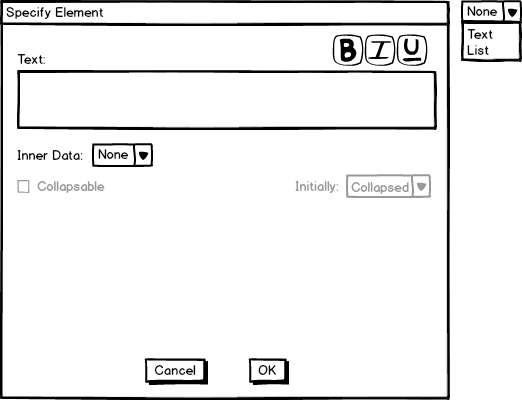 Specify Element
None
Text
List
B I U
Text:
Inner Data: None
Collapsable
Initially: Collapsed
Cancel
OK